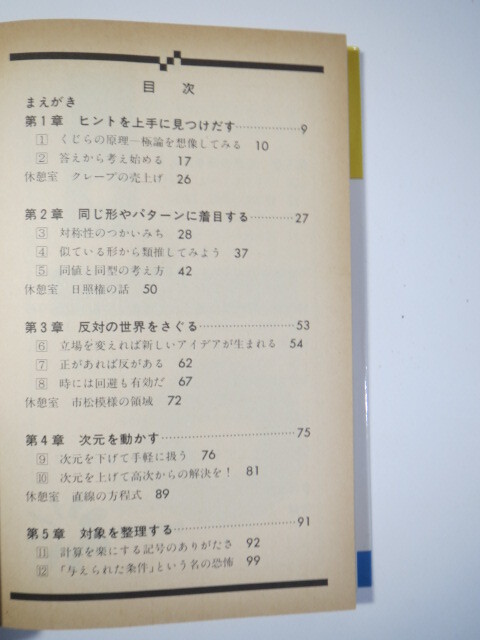 目次
まえがき
第1章 ヒントを上手に見つけだす…………9
1 くじらの原理—極論を想像してみる 10
2 答えから考え始める 17
休憩室 クレープの売上げ 26
第2章 同じ形やパターンに着目する…………27
3 対称性のつかいみち 28
4 似ている形から類推してみよう 37
5 同値と同型の考え方 42
休憩室 日照権の話 50
第3章 反対の世界をさぐる…………53
6 立場を変えれば新しいアイデアが生まれる 54
7 正があれば反がある 62
8 時には回避も有効だ 67
休憩室 市松模様の領域 72
第4章 次元を動かす…………75
9 次元を下げて手軽に扱う 76
10 次元を上げて高次からの解決を! 81
休憩室 直線の方程式 89
第5章 対象を整理する…………91
11 計算を楽にする記号のありがたさ 92
12 「与えられた条件」という名の恐怖 99